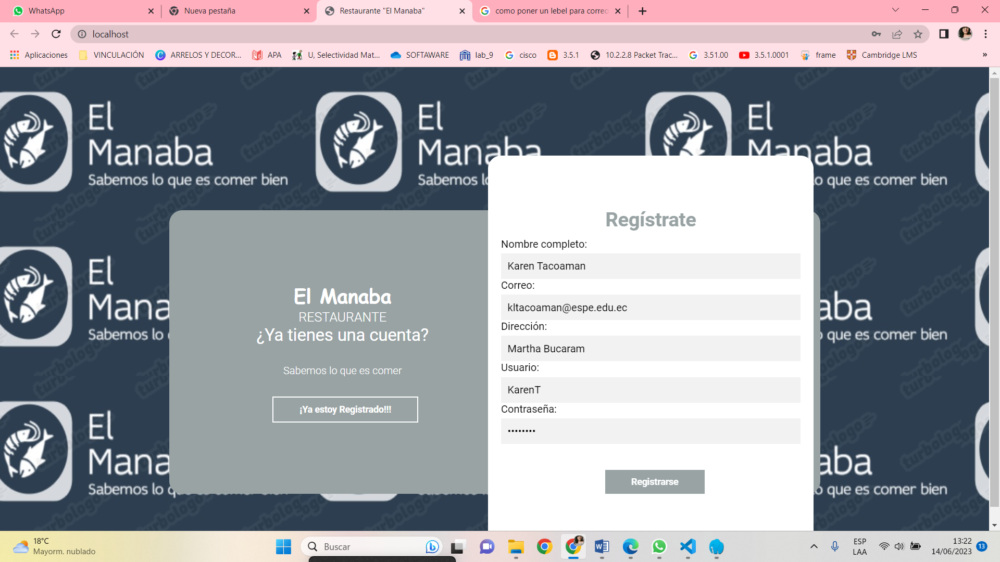 WhatsApp
Nueva pestaña
Restaurante "El Manaba"
como poner un lebel para correo
localhost
Aplicaciones
VINCULACIÓN
ARRELOS Y DECOR...
APA
U, Selectividad Mat...
SOFTAWARE
lab_9
cisco
3.5.1
10.2.2.8 Packet Trac...
3.51.00
3.5.1.0001
frame
Cambridge LMS
»
El
Manaba
Sabemos lo que es comer bien
El
Manaba
Sabemos lo
El
Manaba
lo que es comer bien
turbologo
El Manaba
RESTAURANTE
¿Ya tienes una cuenta?
Sabemos lo que es comer
¡Ya estoy Registrado!!!
Regístrate
Nombre completo:
Karen Tacoaman
Correo:
kltacoaman@espe.edu.ec
Dirección:
Martha Bucaram
Usuario:
KarenT
Contraseña:
••••••••
Registrarse
El
Mana
Sabemos lo
aba
que es comer bien
El
Mana
Sabemos lo q
aba
o que es comer bien
18°C
Mayorm. nublado
Buscar
ESP
LAA
13:22
14/06/2023
13